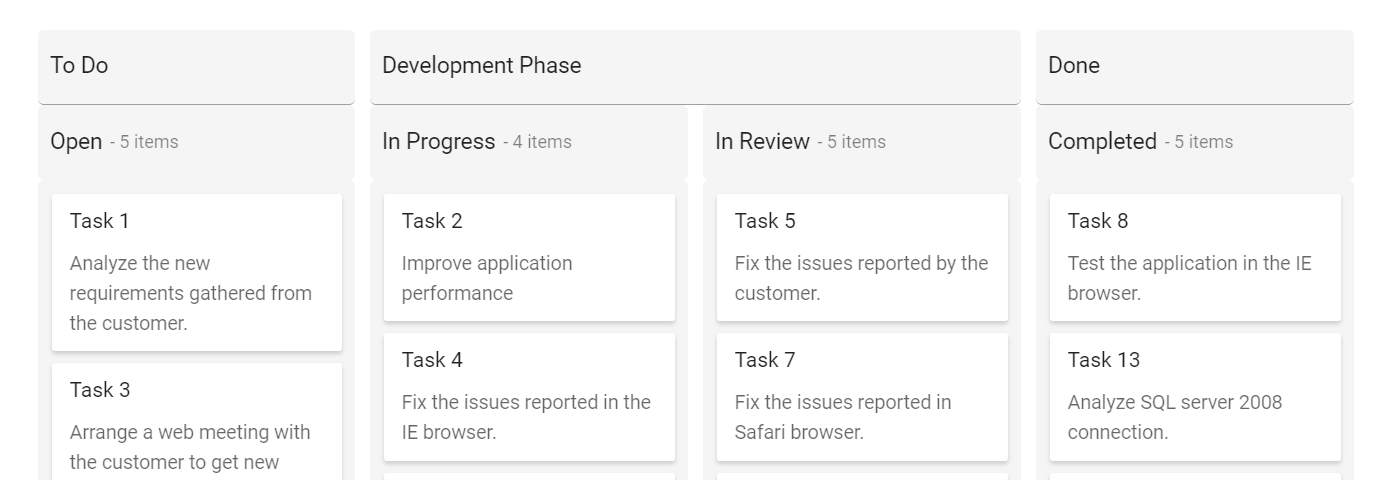 To Do
Development Phase
Done
Open - 5 items
In Progress - 4 items
In Review - 5 items
Completed - 5 items
Task 1
Analyze the new
requirements gathered from
the customer.
Task 3
Arrange a web meeting with
the customer to get new
Task 2
Improve application
performance
Task 4
Fix the issues reported in the
IE browser.
Task 5
Fix the issues reported by the
customer.
Task 7
Fix the issues reported in
Safari browser.
Task 8
Test the application in the IE
browser.
Task 13
Analyze SQL server 2008
connection.